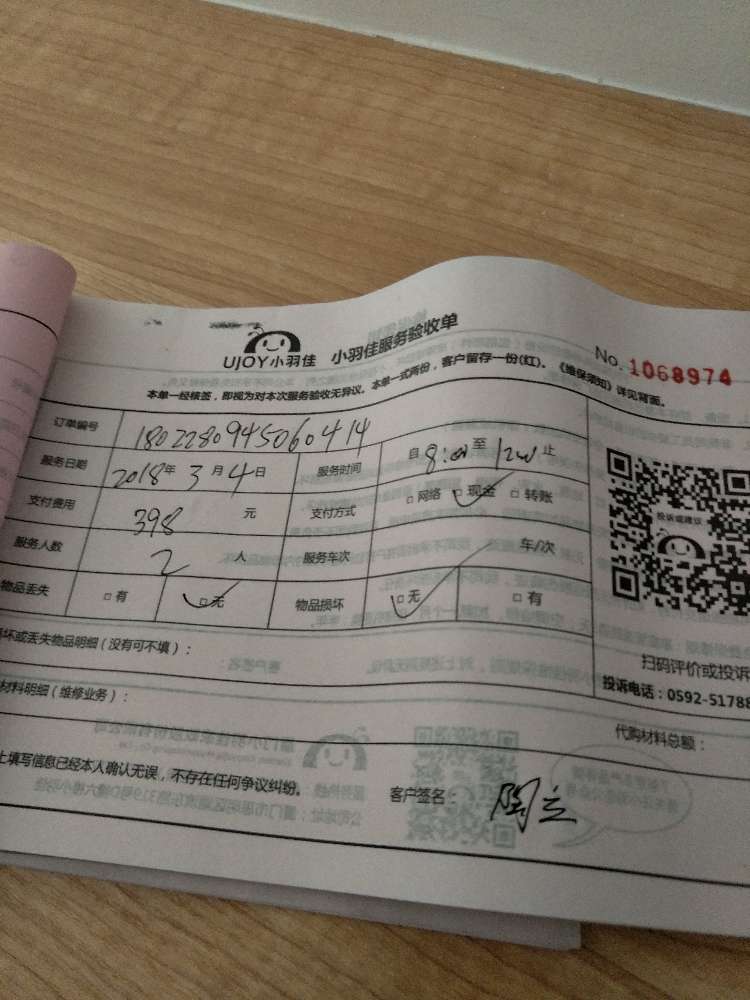 UJOY小羽佳 小羽佳服务验收单
No. 1068974
本单一经核签，即视为对本次服务验收无异议。本单一式两份，客户留存一份(红)。《维保须知》详见背面。
订单编号 1802280945060414
服务日期 2018年 3月 4日 服务时间 自 8:00 至 1200 止
支付费用 398 元 支付方式 □网络 □现金 □转账
服务人数 2 人 服务车次 车/次
物品丢失 □有 □无 物品损坏 □无 □有
投诉或建议
扫码评价或投诉
投诉电话：0592-51788
坏或丢失物品明细（没有可不填）：
材料明细（维修业务）：
代购材料总额：
上填写信息已经本人确认无误，不存在任何争议纠纷。
客户签名： 陶立